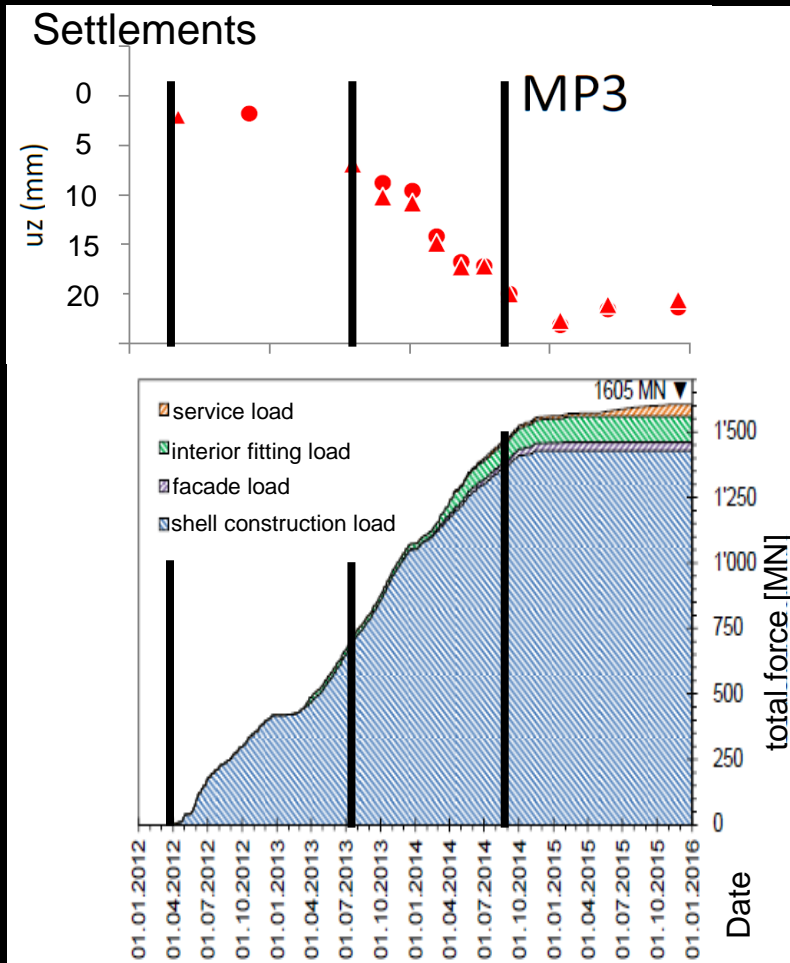 Settlements
MP3
0
5
10
15
20
uz (mm)
1605 MN ▼
service load
interior fitting load
facade load
shell construction load
1'500
1'250
1'000
750
500
250
0
total force [MN]
01.01.2012
01.04.2012
01.07.2012
01.10.2012
01.01.2013
01.04.2013
01.07.2013
01.10.2013
01.01.2014
01.04.2014
01.07.2014
01.10.2014
01.01.2015
01.04.2015
01.07.2015
01.10.2015
01.01.2016
Date